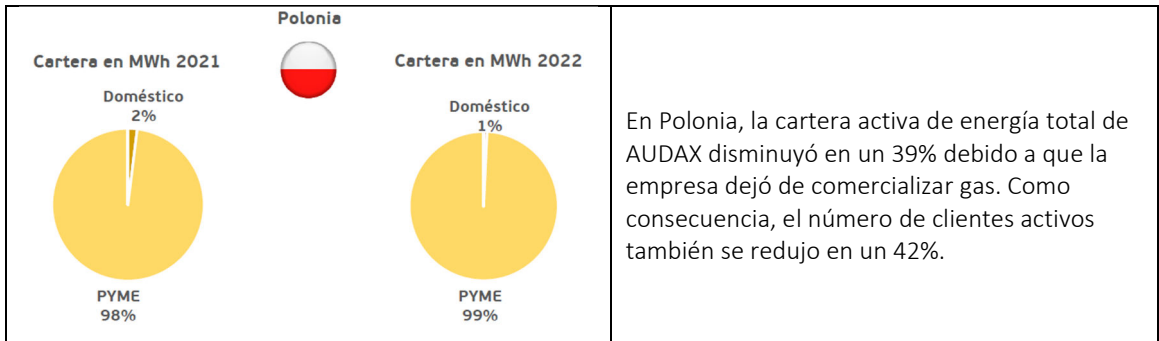 Polonia
Cartera en MWh 2021
Cartera en MWh 2022
Doméstico
2%
Doméstico
1%
PYME
98%
PYME
99%
En Polonia, la cartera activa de energía total de
AUDAX disminuyó en un 39% debido a que la
empresa dejó de comercializar gas. Como
consecuencia, el número de clientes activos
también se redujo en un 42%.